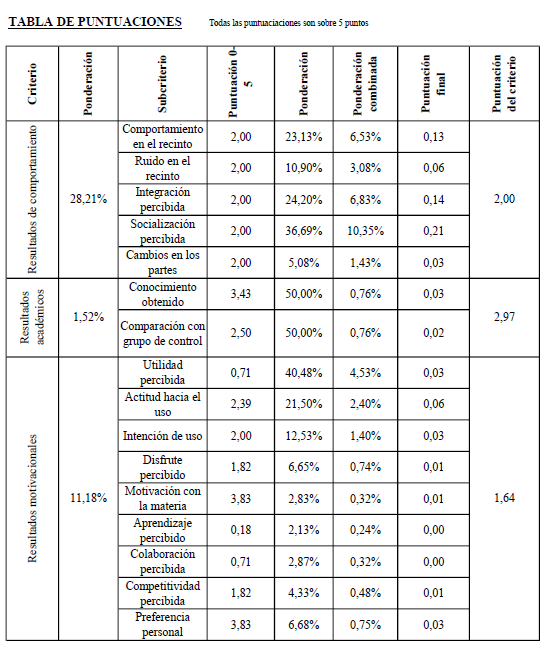 TABLA DE PUNTUACIONES Todas las puntuaciaciones son sobre 5 puntos
Criterio Ponderación Subcriterio Puntuación 0-5 Ponderación Ponderación combinada Puntuación final Puntuación del criterio
Resultados de comportamiento 28,21% 2,00
Comportamiento en el recinto 2,00 23,13% 6,53% 0,13
Ruido en el recinto 2,00 10,90% 3,08% 0,06
Integración percibida 2,00 24,20% 6,83% 0,14
Socialización percibida 2,00 36,69% 10,35% 0,21
Cambios en los partes 2,00 5,08% 1,43% 0,03
Resultados académicos 1,52% 2,97
Conocimiento obtenido 3,43 50,00% 0,76% 0,03
Comparación con grupo de control 2,50 50,00% 0,76% 0,02
Resultados motivacionales 11,18% 1,64
Utilidad percibida 0,71 40,48% 4,53% 0,03
Actitud hacia el uso 2,39 21,50% 2,40% 0,06
Intención de uso 2,00 12,53% 1,40% 0,03
Disfrute percibido 1,82 6,65% 0,74% 0,01
Motivación con la materia 3,83 2,83% 0,32% 0,01
Aprendizaje percibido 0,18 2,13% 0,24% 0,00
Colaboración percibida 0,71 2,87% 0,32% 0,00
Competitividad percibida 1,82 4,33% 0,48% 0,01
Preferencia personal 3,83 6,68% 0,75% 0,03